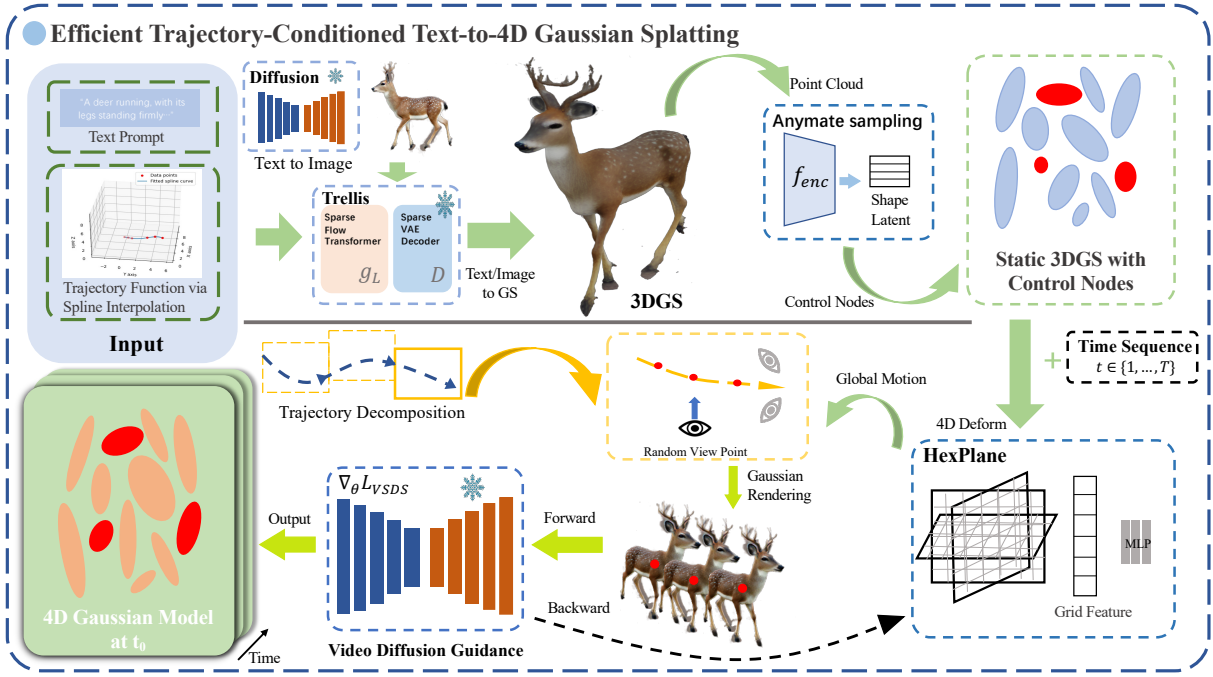 Efficient Trajectory-Conditioned Text-to-4D Gaussian Splatting
"A deer running, with its
legs standing firmly···"
Text Prompt
Data points
Fitted spline curve
Y axis
Trajectory Function via
Spline Interpolation
Input
Diffusion
Text to Image
Trellis
Sparse
Flow
Transformer
g_L
Sparse
VAE
Decoder
D
Text/Image
to GS
3DGS
Point Cloud
Anymate sampling
f_enc
Shape
Latent
Control Nodes
Static 3DGS with
Control Nodes
Time Sequence
t ∈ {1, ..., T}
+
4D Deform
HexPlane
MLP
Grid Feature
Global Motion
Trajectory Decomposition
Random View Point
Gaussian
Rendering
Forward
Backward
∇_θ L_VSDS
Video Diffusion Guidance
Output
4D Gaussian Model
at t_0
Time